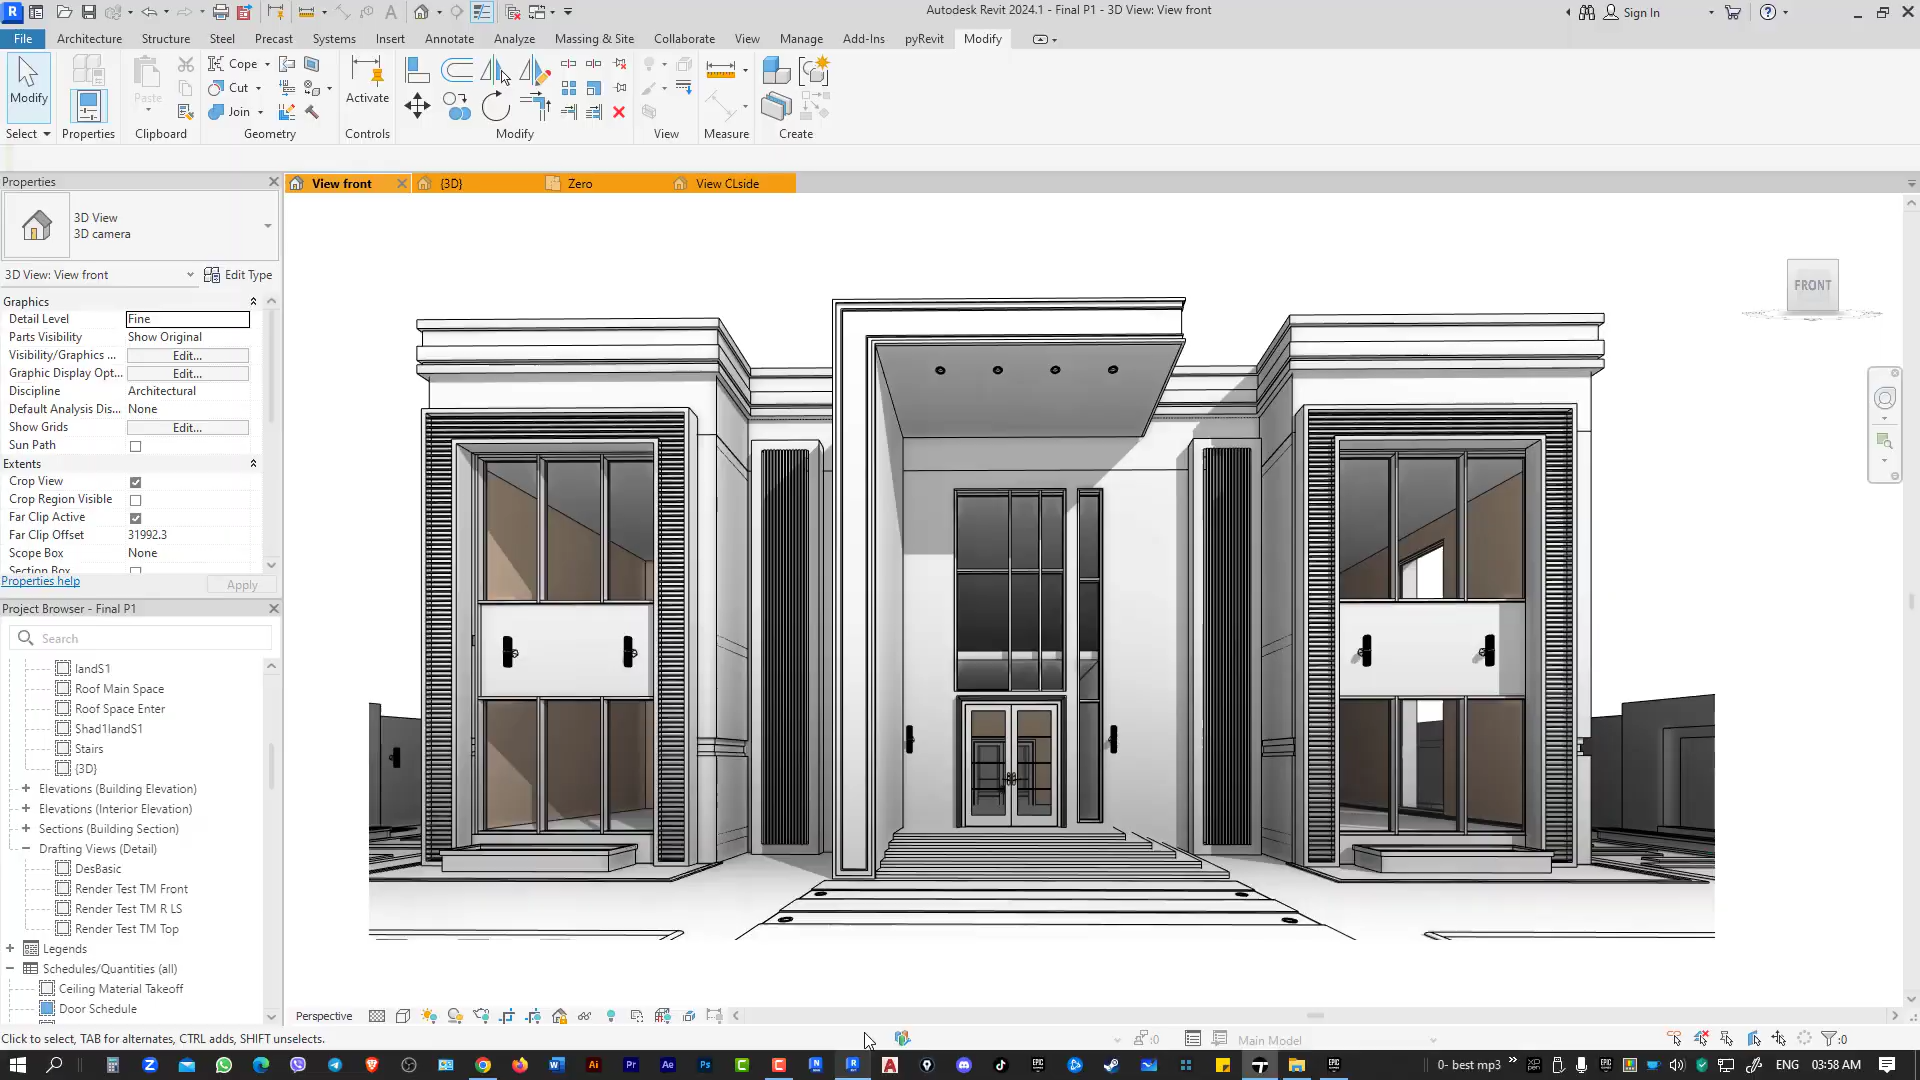 Autodesk Revit 2024.1 - Final P1 - 3D View: View front
Sign In
File
Architecture
Structure
Steel
Precast
Systems
Insert
Annotate
Analyze
Massing & Site
Collaborate
View
Manage
Add-Ins
pyRevit
Modify
Modify
Paste
Cope
Cut
Join
Activate
Select
Properties
Clipboard
Geometry
Controls
Modify
View
Measure
Create
Properties
View front
{3D}
Zero
View CLside
3D View
3D camera
3D View: View front
Edit Type
Graphics
Detail Level Fine
Parts Visibility Show Original
Visibility/Graphics ... Edit...
Graphic Display Opt... Edit...
Discipline Architectural
Default Analysis Dis... None
Show Grids Edit...
Sun Path
Extents
Crop View
Crop Region Visible
Far Clip Active
Far Clip Offset 31992.3
Scope Box None
Section Box
Properties help
Apply
FRONT
Project Browser - Final P1
Search
landS1
Roof Main Space
Roof Space Enter
Shad1landS1
Stairs
{3D}
Elevations (Building Elevation)
Elevations (Interior Elevation)
Sections (Building Section)
Drafting Views (Detail)
DesBasic
Render Test TM Front
Render Test TM R LS
Render Test TM Top
Legends
Schedules/Quantities (all)
Ceiling Material Takeoff
Door Schedule
Perspective
Click to select, TAB for alternates, CTRL adds, SHIFT unselects.
:0
Main Model
:0
0- best mp3
ENG
03:58 AM